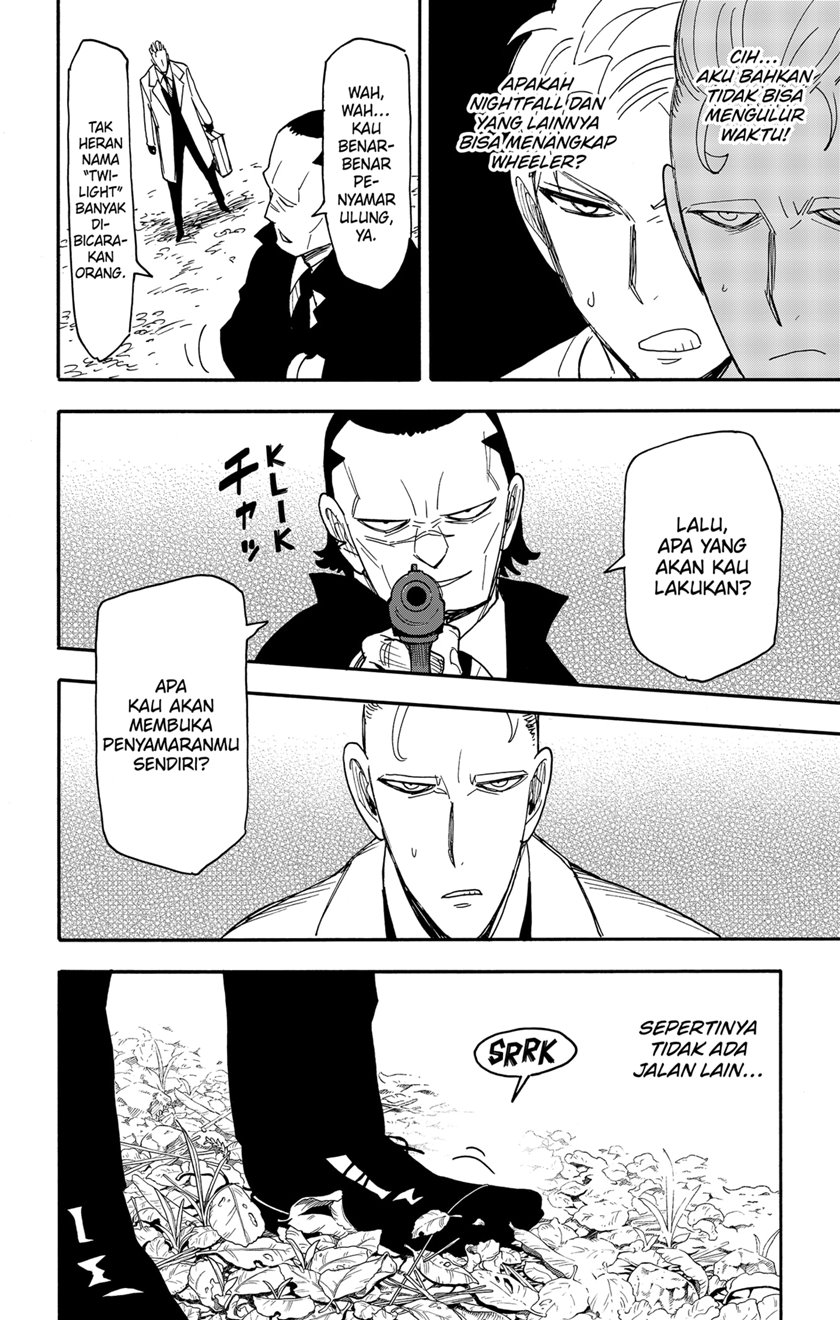 CIH...
AKU BAHKAN
TIDAK BISA
MENGULUR
WAKTU!
APAKAH
NIGHTFALL DAN
YANG LAINNYA
BISA MENANGKAP
WHEELER?
WAH,
WAH...
KAU
BENAR-
BENAR
PE-
NYAMAR
ULUNG,
YA.
TAK
HERAN
NAMA
"TWI-
LIGHT"
BANYAK
DI-
BICARA-
KAN
ORANG.
KLIK
チャッ
LALU,
APA YANG
AKAN KAU
LAKUKAN?
APA
KAU AKAN
MEMBUKA
PENYAMARANMU
SENDIRI?
SEPERTINYA
TIDAK ADA
JALAN LAIN...
SRRK